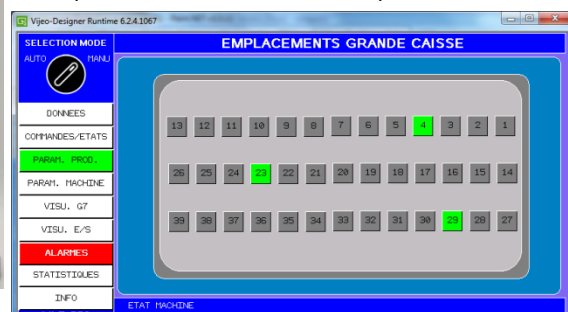 Vijeo-Designer Runtime 6.2.4.1067
SELECTION MODE
AUTO MANU
EMPLACEMENTS GRANDE CAISSE
DONNEES
COMMANDES/ETATS
PARAM. PROD.
PARAM. MACHINE
VISU. G7
VISU. E/S
ALARMES
STATISTIQUES
INFO
13 12 11 10 9 8 7 6 5 4 3 2 1
26 25 24 23 22 21 20 19 18 17 16 15 14
39 38 37 36 35 34 33 32 31 30 29 28 27
ETAT MACHINE